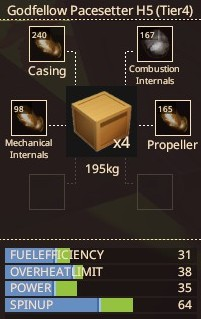 Godfellow Pacesetter H5 (Tier4)
240
167
Casing
Combustion
Internals
98
165
x4
Mechanical
Internals
Propeller
195kg
FUELEFFICIENCY 31
OVERHEATLIMIT 38
POWER 35
SPINUP 64